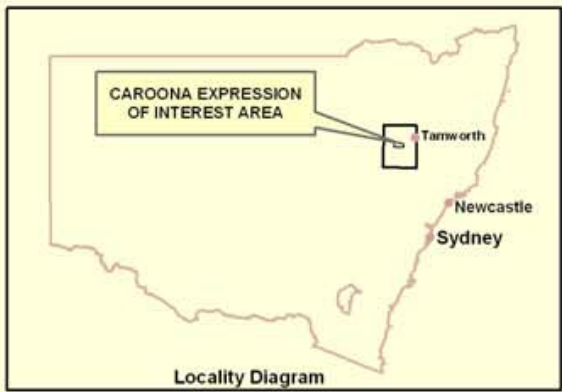 CAROONA EXPRESSION
OF INTEREST AREA
Tamworth
Newcastle
Sydney
Locality Diagram